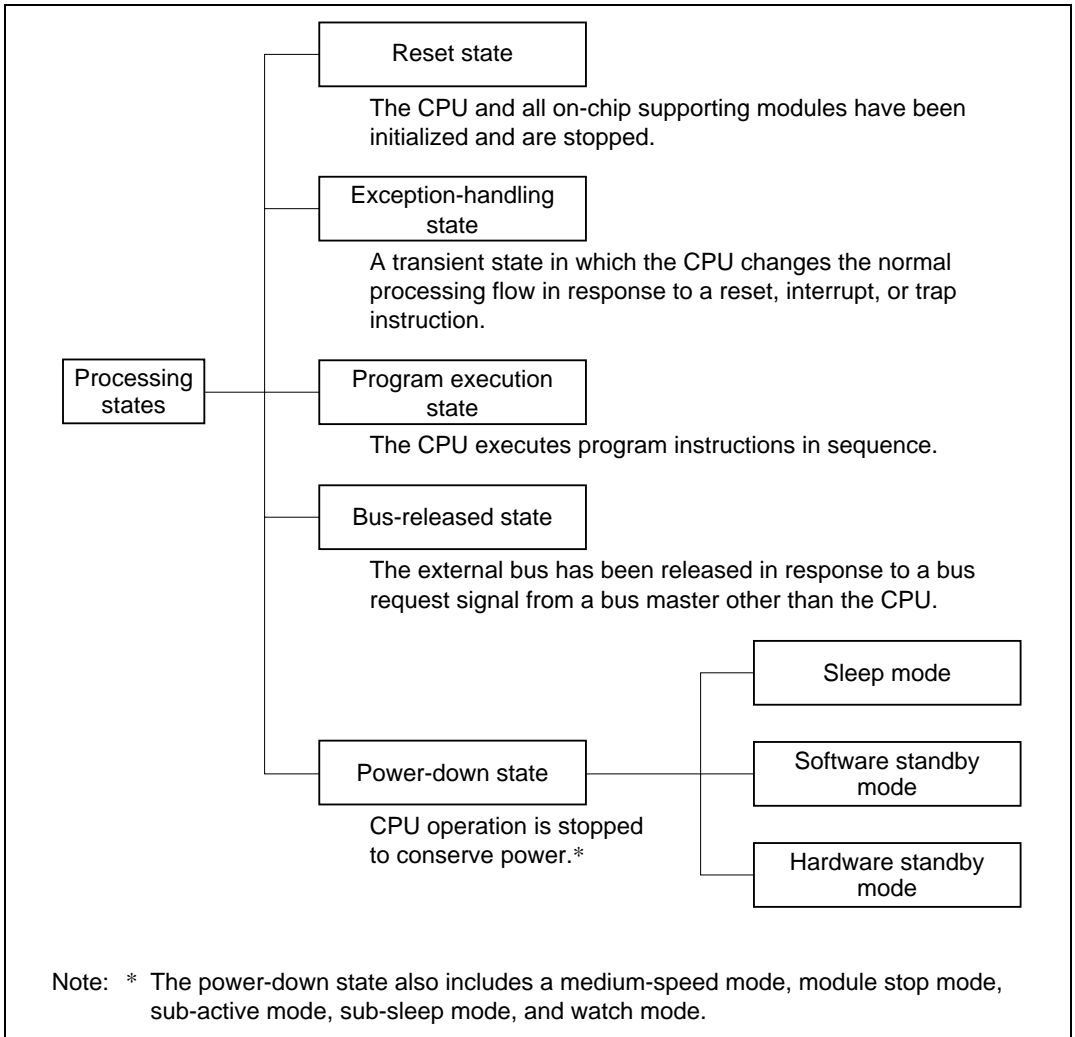 Reset state
The CPU and all on-chip supporting modules have been
initialized and are stopped.
Exception-handling
state
A transient state in which the CPU changes the normal
processing flow in response to a reset, interrupt, or trap
instruction.
Processing
states
Program execution
state
The CPU executes program instructions in sequence.
Bus-released state
The external bus has been released in response to a bus
request signal from a bus master other than the CPU.
Power-down state
CPU operation is stopped
to conserve power.*
Sleep mode
Software standby
mode
Hardware standby
mode
Note: * The power-down state also includes a medium-speed mode, module stop mode,
sub-active mode, sub-sleep mode, and watch mode.